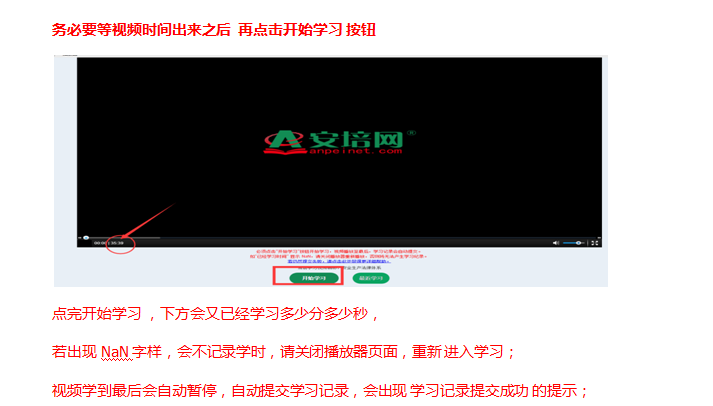 务必要等视频时间出来之后 再点击开始学习 按钮
安培网®
anpeinet.com
开始学习
最近学习
点完开始学习 ，下方会又已经学习多少分多少秒，
若出现 NaN 字样，会不记录学时，请关闭播放器页面，重新 进入学习；
视频学到最后会自动暂停，自动提交学习记录，会出现 学习记录提交成功 的提示；